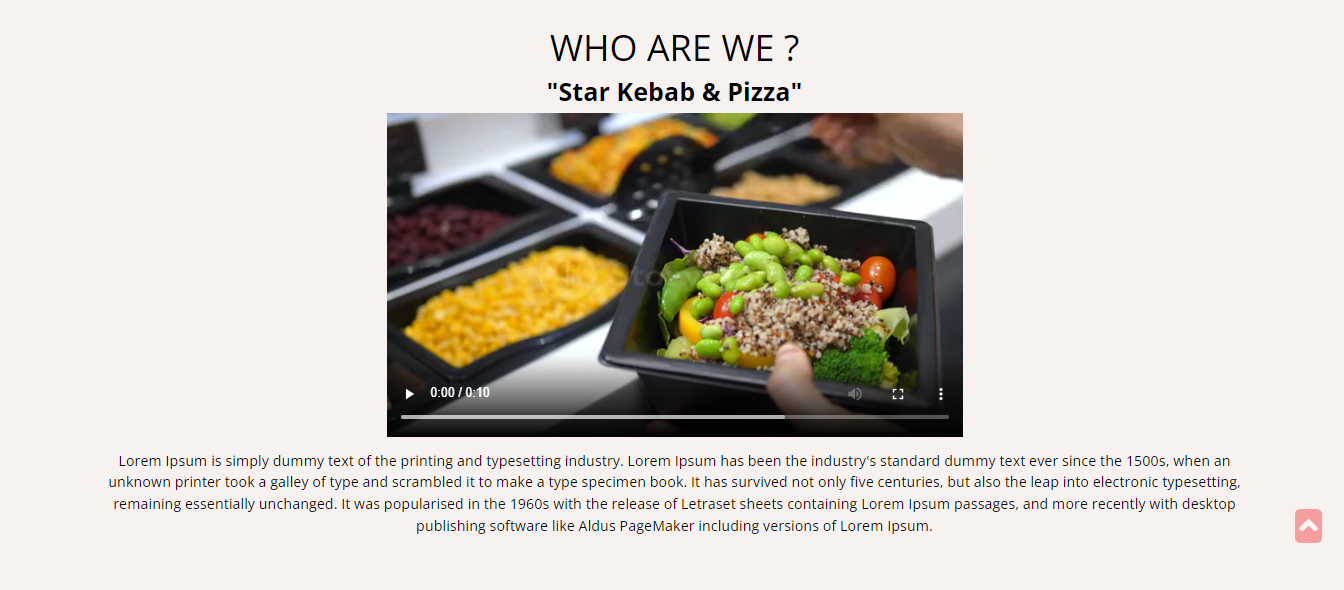 WHO ARE WE ?
"Star Kebab & Pizza"
0:00 / 0:10
Lorem Ipsum is simply dummy text of the printing and typesetting industry. Lorem Ipsum has been the industry's standard dummy text ever since the 1500s, when an
unknown printer took a galley of type and scrambled it to make a type specimen book. It has survived not only five centuries, but also the leap into electronic typesetting,
remaining essentially unchanged. It was popularised in the 1960s with the release of Letraset sheets containing Lorem Ipsum passages, and more recently with desktop
publishing software like Aldus PageMaker including versions of Lorem Ipsum.